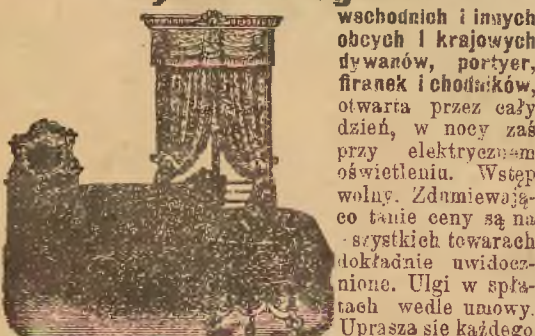 wschodnich i innych
obcych i krajowych
dywanów, portyer,
firanek i chodników,
otwarta przez cały
dzień, w nocy zaś
przy elektrycznem
oświetleniu. Wstęp
wolny. Zdumiewają-
co tanie ceny są na
wszystkich towarach
dokładnie uwidocz-
nione. Ulgi w spła-
tach wedle umowy.
Uprasza się każdego